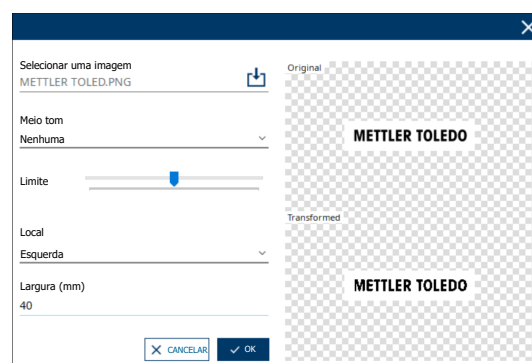 Selecionar uma imagem
METTLER TOLED.PNG
Meio tom
Nenhuma
Limite
Local
Esquerda
Largura (mm)
40
CANCELAR
OK
Original
METTLER TOLEDO
Transformed
METTLER TOLEDO